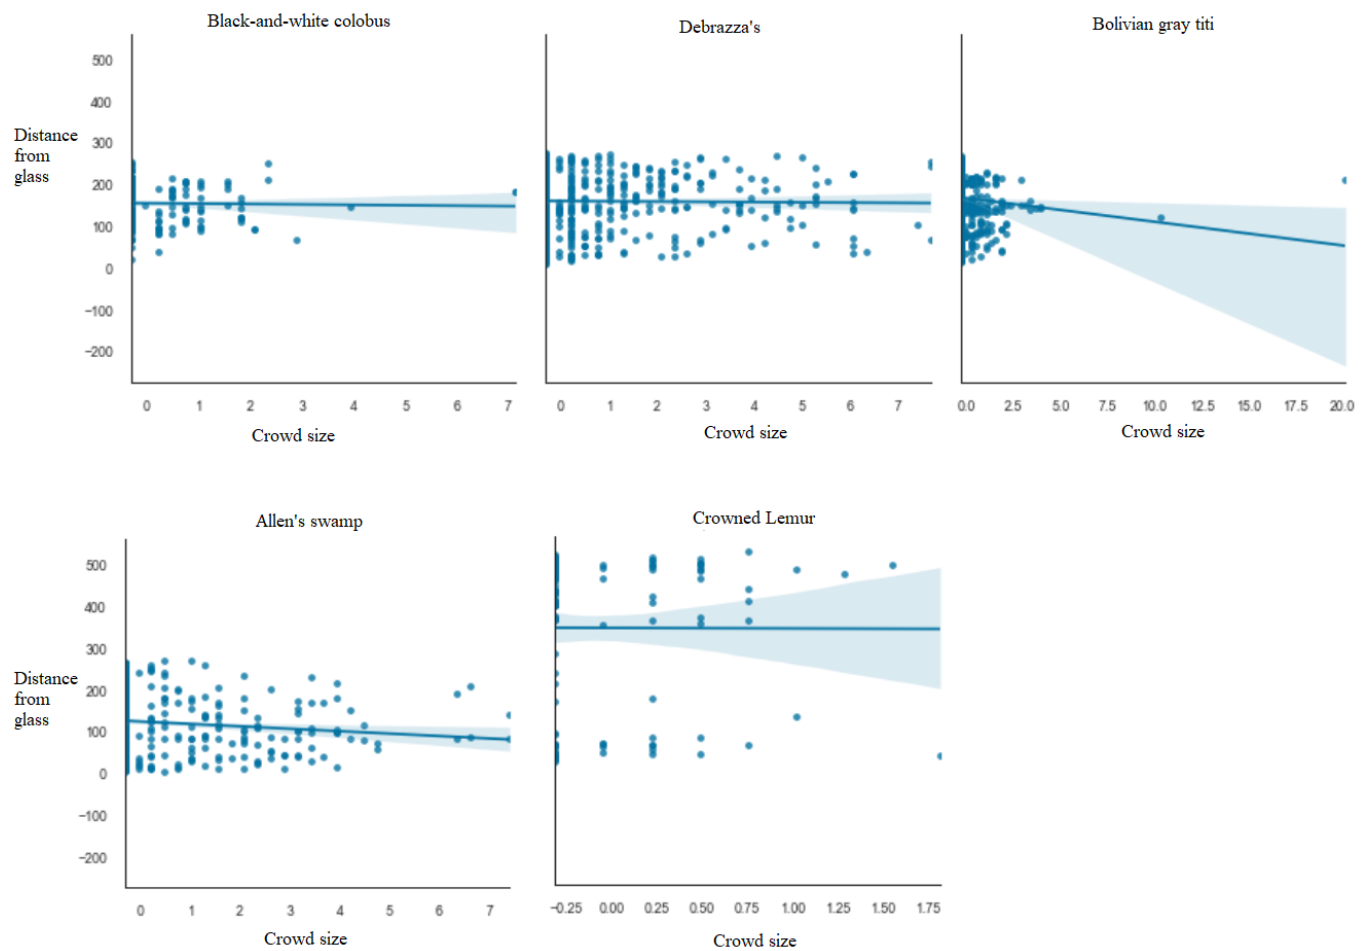 Black-and-white colobus
Debrazza's
Bolivian gray titi
Distance
from
glass
500
400
300
200
100
0
−100
−200
0 1 2 3 4 5 6 7
0 1 2 3 4 5 6 7
0.0 2.5 5.0 7.5 10.0 12.5 15.0 17.5 20.0
Crowd size
Crowd size
Crowd size
Allen's swamp
Crowned Lemur
Distance
from
glass
500
400
300
200
100
0
−100
−200
0 1 2 3 4 5 6 7
−0.25 0.00 0.25 0.50 0.75 1.00 1.25 1.50 1.75
Crowd size
Crowd size